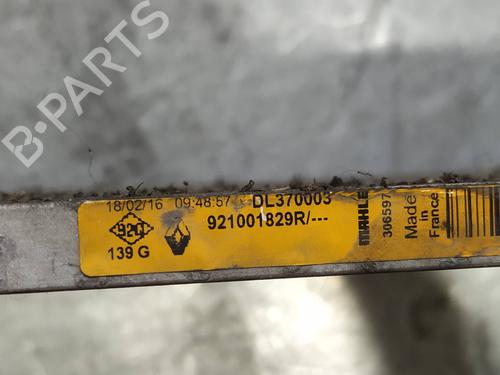 18/02/16 09:48:57 DL370003
921001829R/---
920
139 G
MAHLE
306597
Made
in
France
B-PARTS